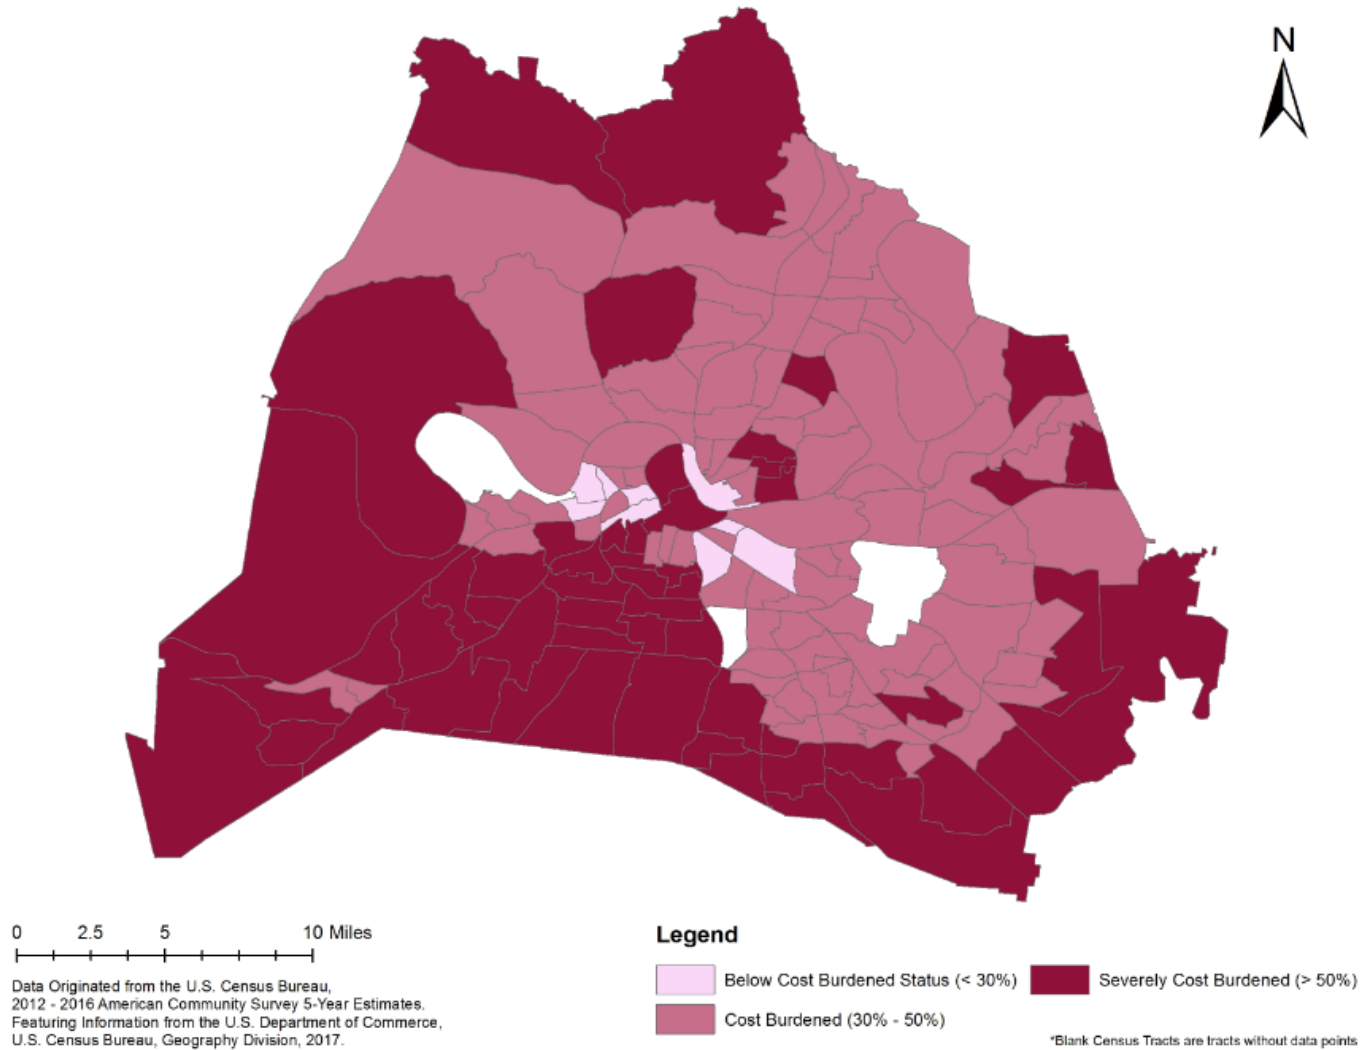 N
0 2.5 5 10 Miles
Data Originated from the U.S. Census Bureau,
2012 - 2016 American Community Survey 5-Year Estimates.
Featuring Information from the U.S. Department of Commerce,
U.S. Census Bureau, Geography Division, 2017.
Legend
Below Cost Burdened Status (< 30%)
Severely Cost Burdened (> 50%)
Cost Burdened (30% - 50%)
*Blank Census Tracts are tracts without data points